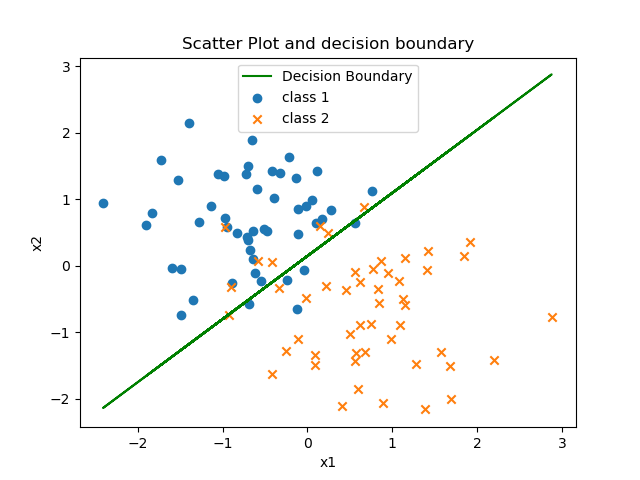 Scatter Plot and decision boundary
Decision Boundary
class 1
class 2
x2
3
2
1
0
−1
−2
−2
−1
0
1
2
3
x1